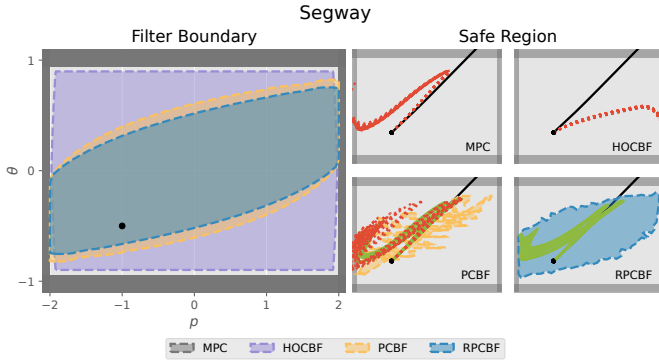 Segway
Filter Boundary
Safe Region
1
0
−1
θ
−2
−1
0
1
2
p
MPC
HOCBF
PCBF
RPCBF
MPC
HOCBF
PCBF
RPCBF